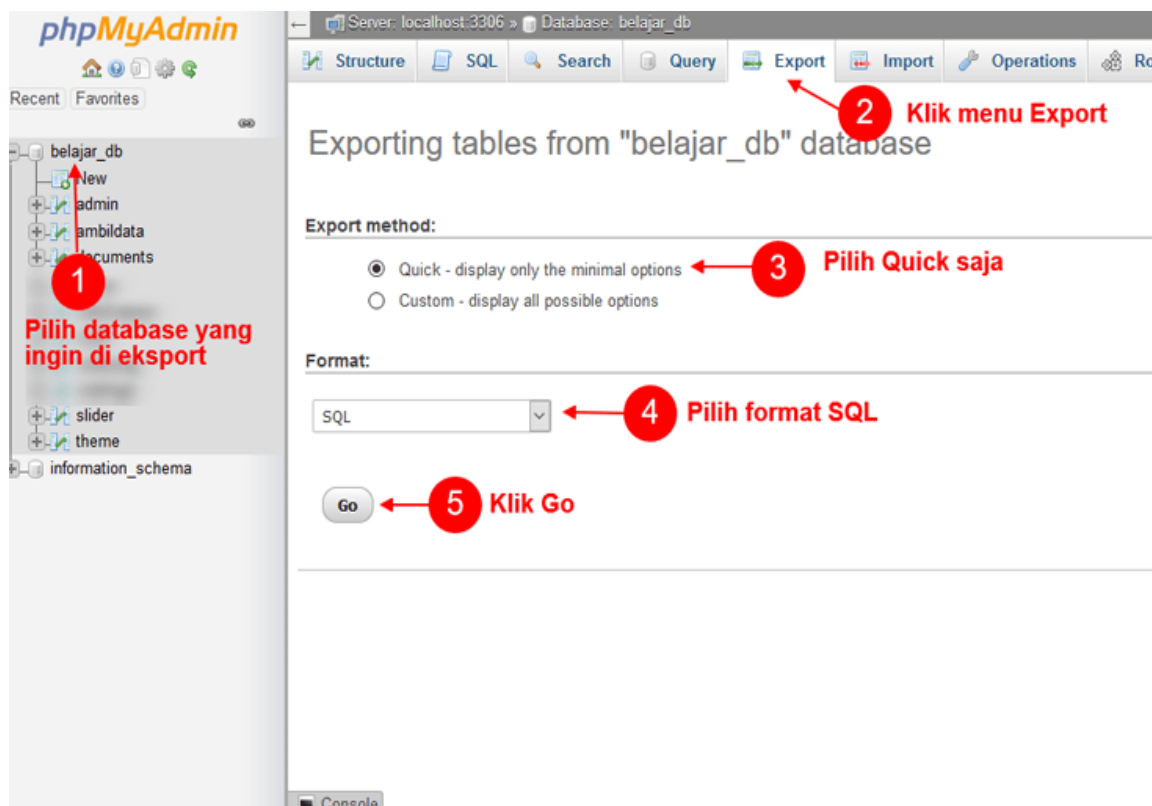 phpMyAdmin
Recent Favorites
belajar_db
New
admin
ambildata
documents
1
Pilih database yang
ingin di eksport
slider
theme
information_schema
Server: localhost:3306 » Database: belajar_db
Structure SQL Search Query Export Import Operations Ro
2 Klik menu Export
Exporting tables from "belajar_db" database
Export method:
Quick - display only the minimal options
3 Pilih Quick saja
Custom - display all possible options
Format:
SQL
4 Pilih format SQL
Go
5 Klik Go
Console